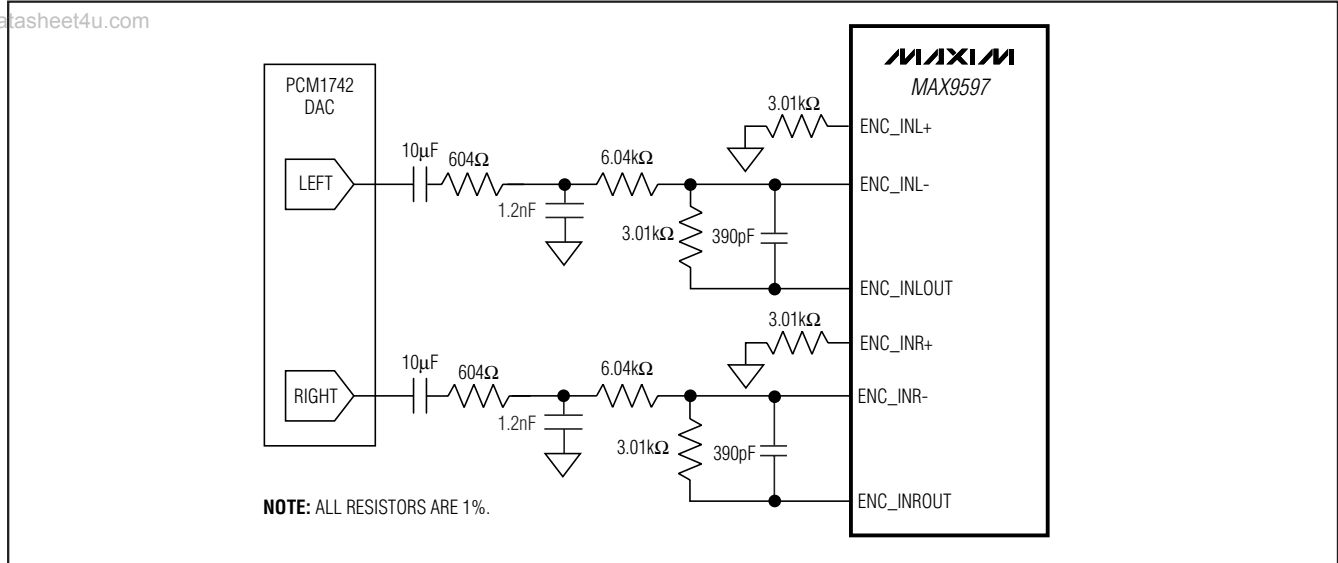 atasheet4u.com
MAXIM
MAX9597
PCM1742
DAC
3.01kΩ
ENC_INL+
10μF
604Ω
6.04kΩ
LEFT
ENC_INL-
1.2nF
3.01kΩ
390pF
ENC_INLOUT
3.01kΩ
ENC_INR+
10μF
604Ω
6.04kΩ
RIGHT
ENC_INR-
1.2nF
3.01kΩ
390pF
ENC_INROUT
NOTE: ALL RESISTORS ARE 1%.